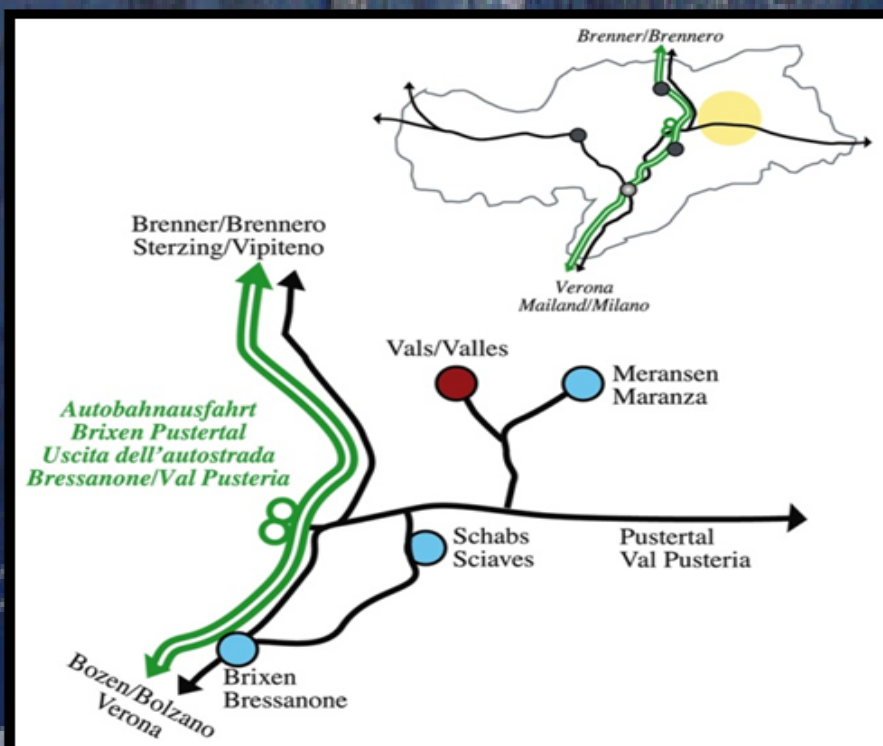 Brenner/Brennero
Verona
Mailand/Milano
Brenner/Brennero
Sterzing/Vipiteno
Vals/Valles
Meransen
Maranza
Autobahnausfahrt
Brixen Pustertal
Uscita dell'autostrada
Bressanone/Val Pusteria
Schabs
Sciaves
Pustertal
Val Pusteria
Brixen
Bressanone
Bozen/Bolzano
Verona